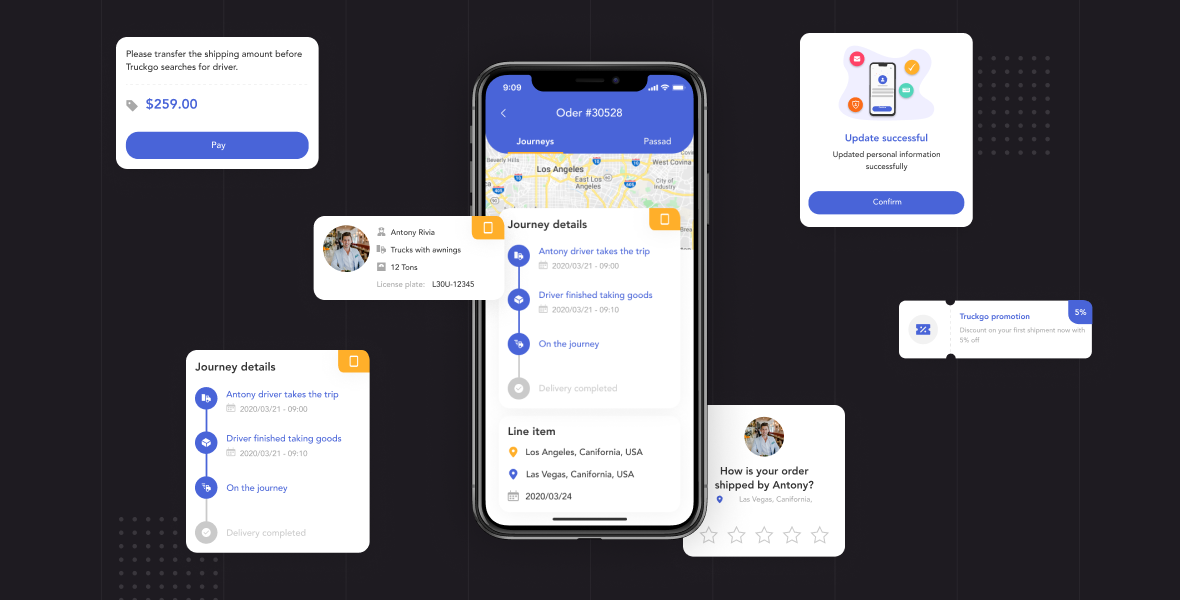 Please transfer the shipping amount before
Truckgo searches for driver.
$259.00
Pay
Antony Rivia
Trucks with awnings
12 Tons
License plate: L30U-12345
Journey details
Antony driver takes the trip
2020/03/21 - 09:00
Driver finished taking goods
2020/03/21 - 09:10
On the journey
Delivery completed
9:09
Oder #30528
Journeys
Passad
Beverly Hills
Los Angeles
West Covina
East Los
Angeles
City of
Industry
Journey details
Antony driver takes the trip
2020/03/21 - 09:00
Driver finished taking goods
2020/03/21 - 09:10
On the journey
Delivery completed
Line item
Los Angeles, Canifornia, USA
Las Vegas, Canifornia, USA
2020/03/24
Update successful
Updated personal information
successfully
Confirm
Truckgo promotion
5%
Discount on your first shipment now with
5% off
How is your order
shipped by Antony?
Las Vegas, Canifornia,